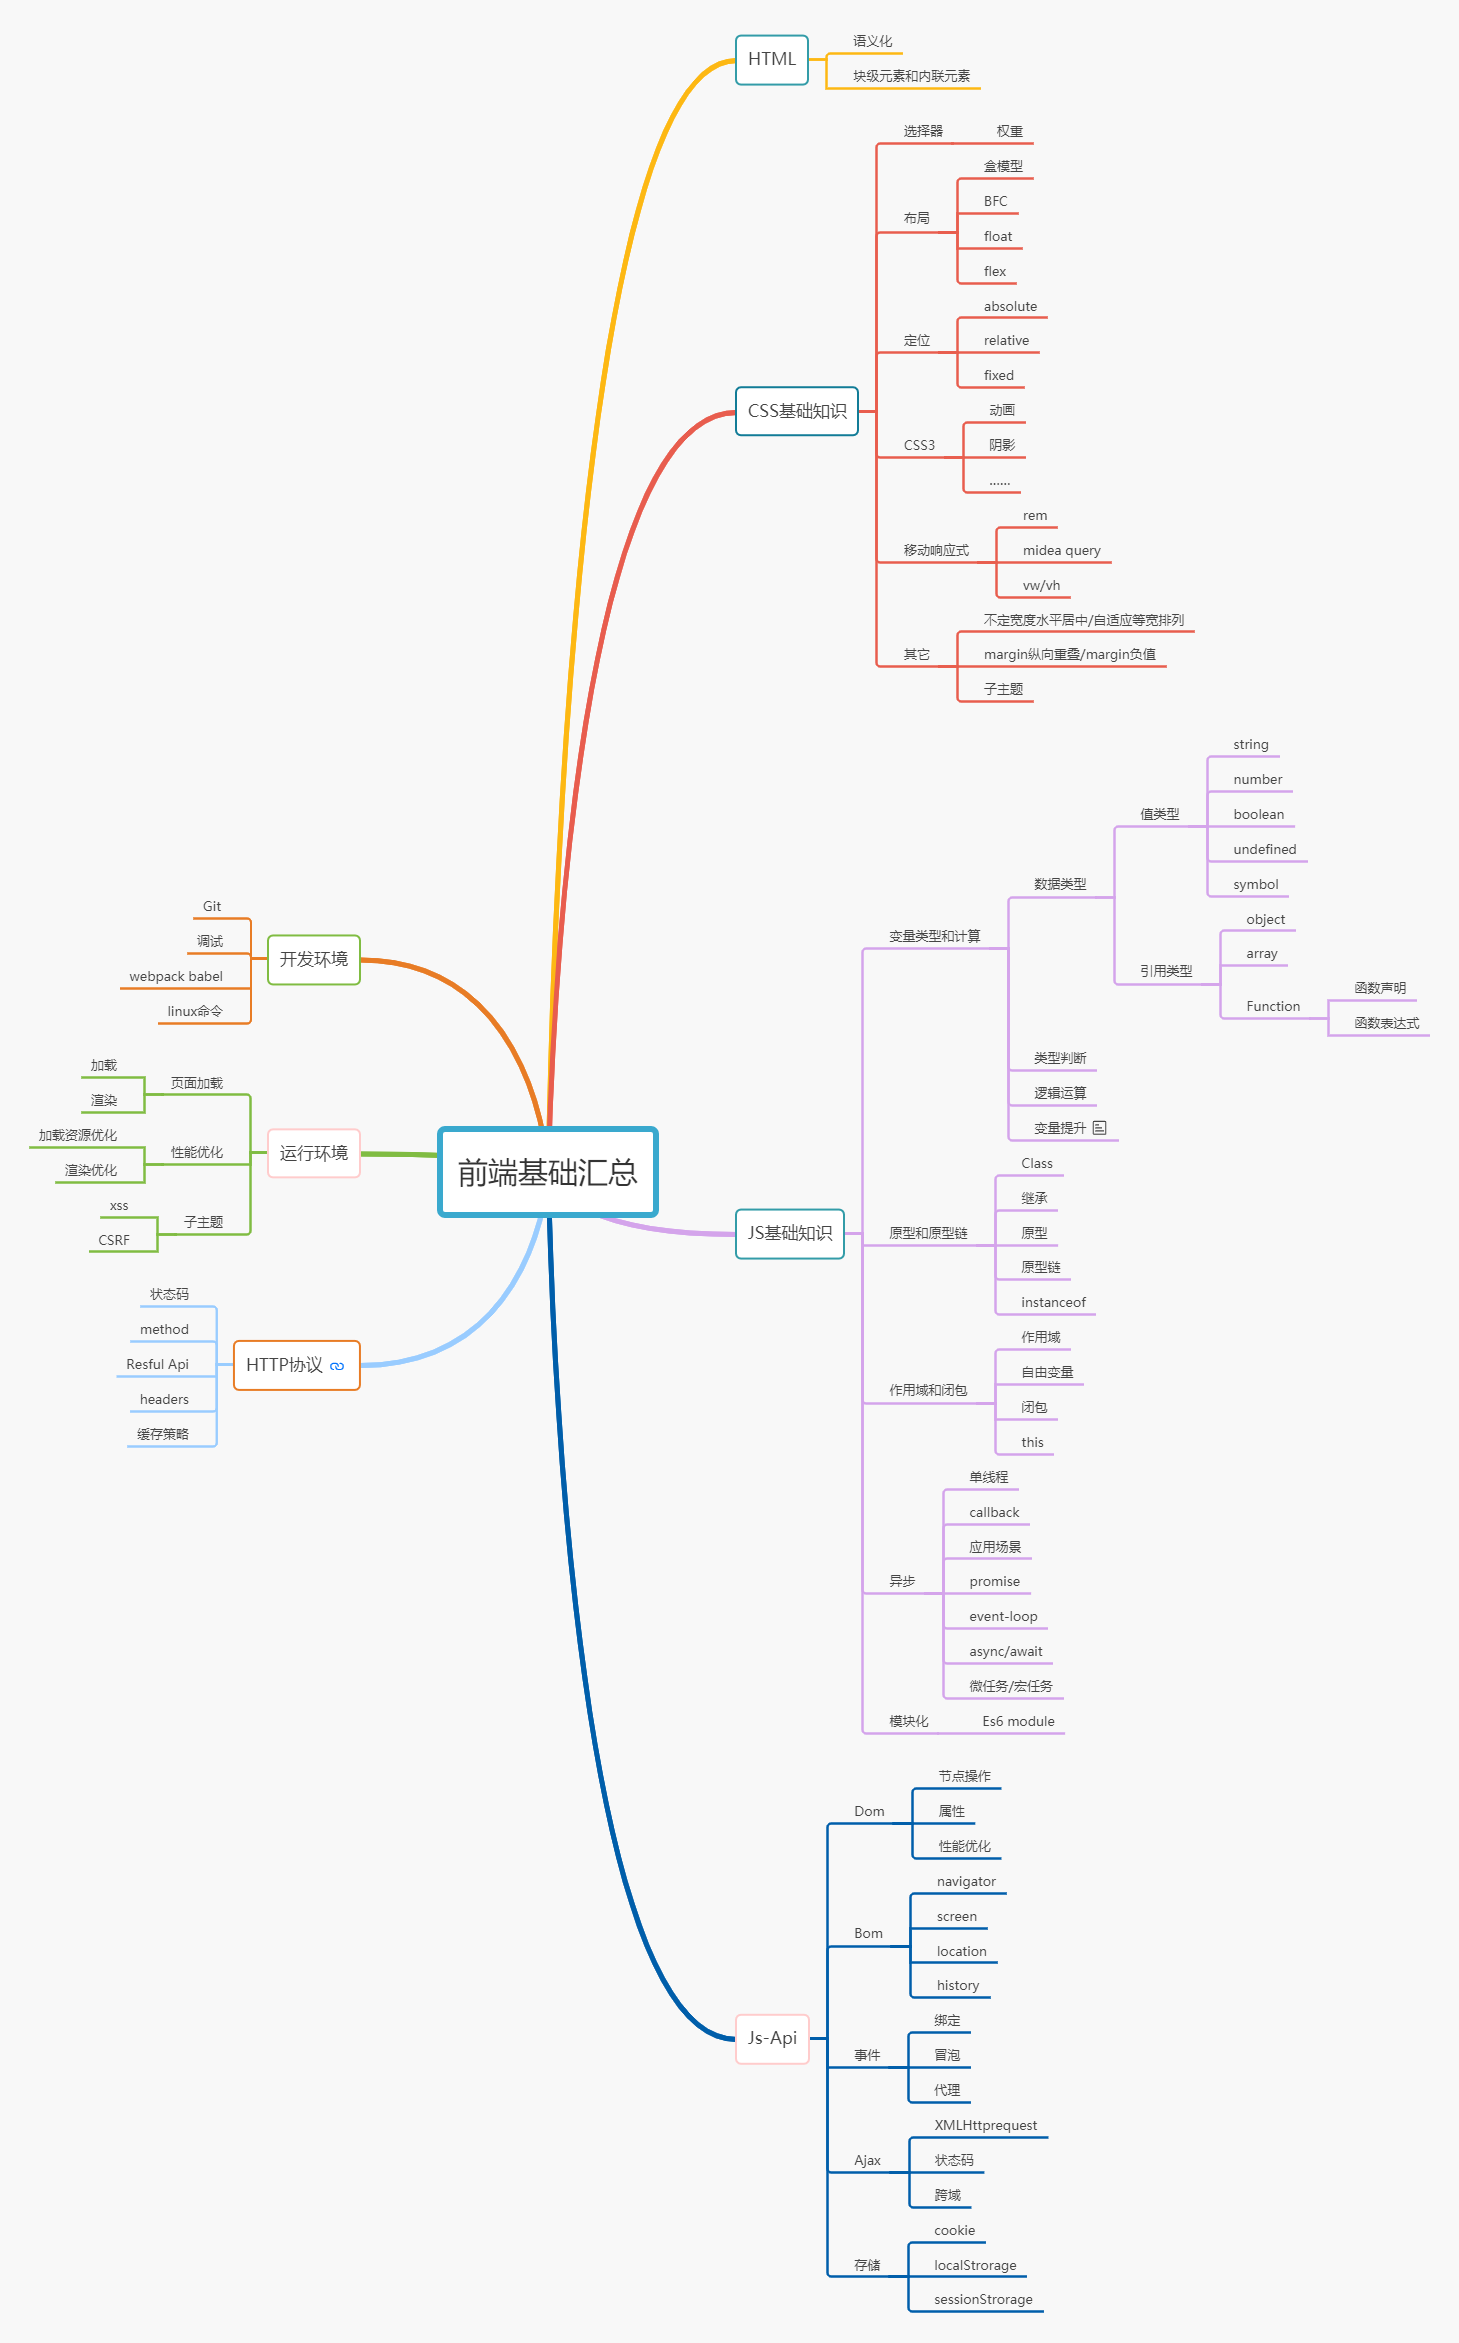 前端基础汇总
HTML
语义化
块级元素和内联元素
CSS基础知识
选择器
权重
布局
盒模型
BFC
float
flex
定位
absolute
relative
fixed
CSS3
动画
阴影
......
移动响应式
rem
midea query
vw/vh
其它
不定宽度水平居中/自适应等宽排列
margin纵向重叠/margin负值
子主题
JS基础知识
变量类型和计算
数据类型
值类型
string
number
boolean
undefined
symbol
引用类型
object
array
Function
函数声明
函数表达式
类型判断
逻辑运算
变量提升
原型和原型链
Class
继承
原型
原型链
instanceof
作用域和闭包
作用域
自由变量
闭包
this
异步
单线程
callback
应用场景
promise
event-loop
async/await
微任务/宏任务
模块化
Es6 module
Js-Api
Dom
节点操作
属性
性能优化
Bom
navigator
screen
location
history
事件
绑定
冒泡
代理
Ajax
XMLHttprequest
状态码
跨域
存储
cookie
localStrorage
sessionStrorage
开发环境
Git
调试
webpack babel
linux命令
运行环境
页面加载
加载
渲染
性能优化
加载资源优化
渲染优化
子主题
xss
CSRF
HTTP协议
状态码
method
Resful Api
headers
缓存策略